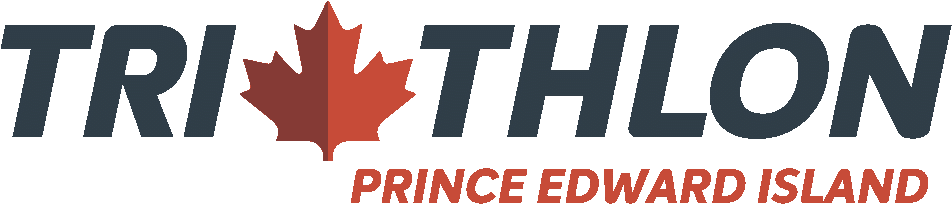 TRI THLON
PRINCE EDWARD ISLAND